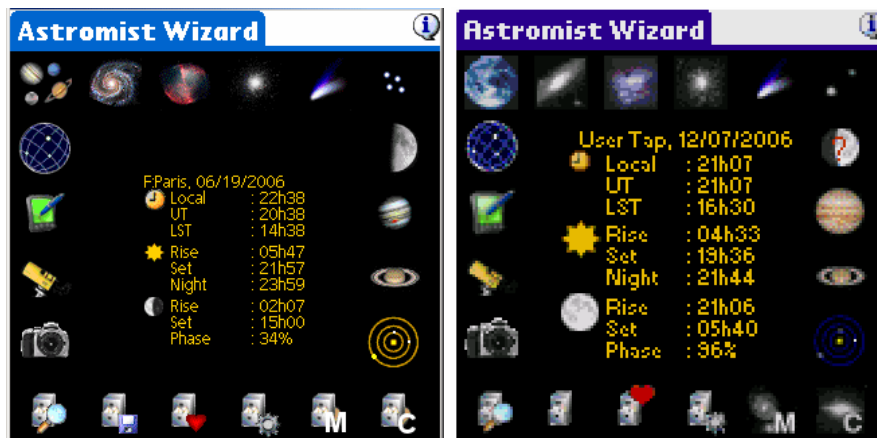 Astromist Wizard
F:Paris, 06/19/2006
Local : 22h38
UT : 20h38
LST : 14h38
Rise : 05h47
Set : 21h57
Night : 23h59
Rise : 02h07
Set : 15h00
Phase : 34%
M
C
Astromist Wizard
User Tap, 12/07/2006
Local : 21h07
UT : 21h07
LST : 16h30
Rise : 04h33
Set : 19h36
Night : 21h44
Rise : 21h06
Set : 05h40
Phase : 96%
?
M
C